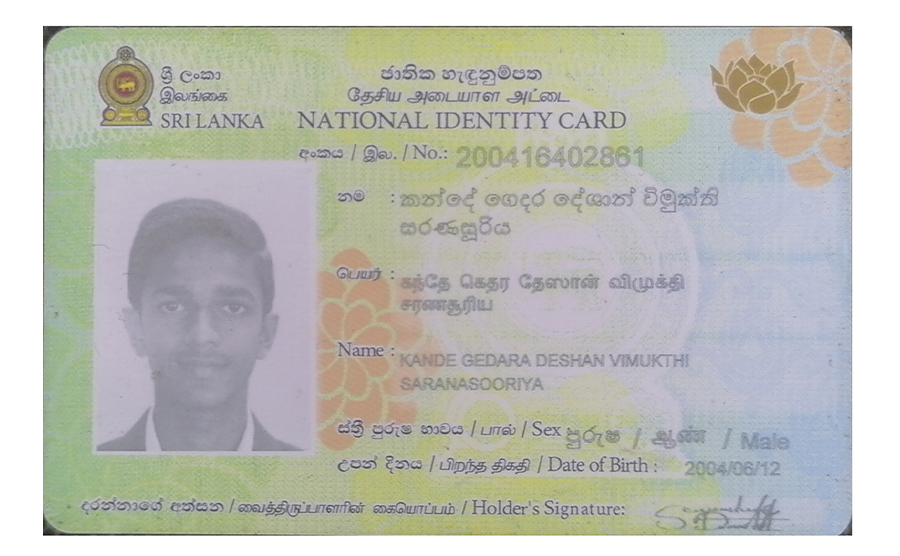 ශ්‍රී ලංකා
இலங்கை
SRI LANKA
ජාතික හැඳුනුම්පත
தேசிய அடையாள அட்டை
NATIONAL IDENTITY CARD
අංකය / இல. / No.: 200416402861
නම : කන්දේ ගෙදර දේශාන් විමුක්ති
සරණසූරිය
பெயர் : கந்தே கெதர தேஸான் விமுக்தி
சரணசூரிய
Name : KANDE GEDARA DESHAN VIMUKTHI
SARANASOORIYA
ස්ත්‍රී පුරුෂ භාවය / பால் / Sex පුරුෂ / ஆண் / Male
උපන් දිනය / பிறந்த திகதி / Date of Birth : 2004/06/12
දරන්නාගේ අත්සන / வைத்திருப்பாளரின் கையொப்பம் / Holder's Signature: